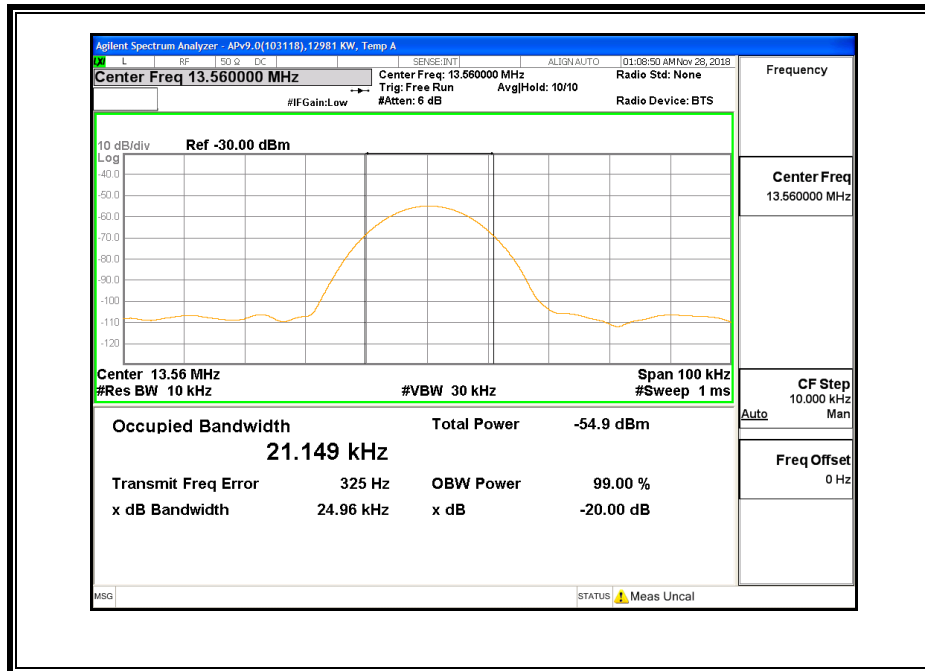 Agilent Spectrum Analyzer - APv9.0(103118),12981 KW, Temp A
LXI L RF 50 Ω DC SENSE:INT ALIGN AUTO 01:08:50 AM Nov 28, 2018
Center Freq 13.560000 MHz
Center Freq: 13.560000 MHz
Radio Std: None
Trig: Free Run Avg|Hold: 10/10
#IFGain:Low #Atten: 6 dB Radio Device: BTS
Frequency
10 dB/div Ref -30.00 dBm
Log
-40.0
-50.0
-60.0
-70.0
-80.0
-90.0
-100
-110
-120
Center Freq
13.560000 MHz
Center 13.56 MHz Span 100 kHz
#Res BW 10 kHz #VBW 30 kHz #Sweep 1 ms
CF Step
10.000 kHz
Auto Man
Occupied Bandwidth Total Power -54.9 dBm
21.149 kHz
Freq Offset
0 Hz
Transmit Freq Error 325 Hz OBW Power 99.00 %
x dB Bandwidth 24.96 kHz x dB -20.00 dB
MSG STATUS Meas Uncal